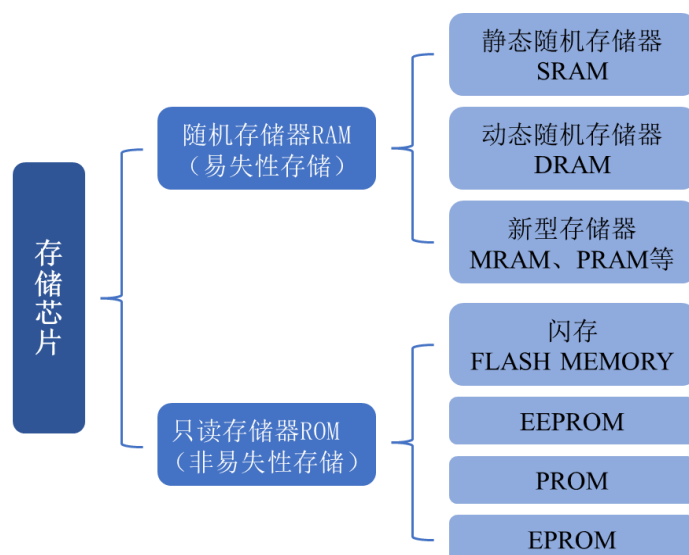 存储芯片
随机存储器RAM
（易失性存储）
静态随机存储器
SRAM
动态随机存储器
DRAM
新型存储器
MRAM、PRAM等
只读存储器ROM
（非易失性存储）
闪存
FLASH MEMORY
EEPROM
PROM
EPROM